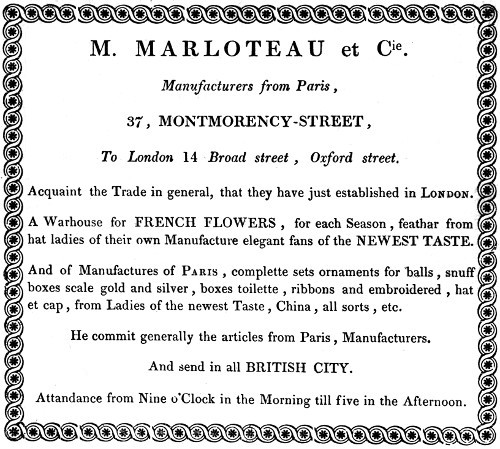 M. MARLOTEAU et Cie.
Manufacturers from Paris,
37, MONTMORENCY-STREET,
To London 14 Broad street, Oxford street.
Acquaint the Trade in general, that they have just established in LONDON.
A Warhouse for FRENCH FLOWERS, for each Season, feathar from
hat ladies of their own Manufacture elegant fans of the NEWEST TASTE.
And of Manufactures of PARIS, complette sets ornaments for balls, snuff
boxes scale gold and silver, boxes toilette, ribbons and embroidered, hat
et cap, from Ladies of the newest Taste, China, all sorts, etc.
He commit generally the articles from Paris, Manufacturers.
And send in all BRITISH CITY.
Attandance from Nine o'Clock in the Morning till five in the Afternoon.